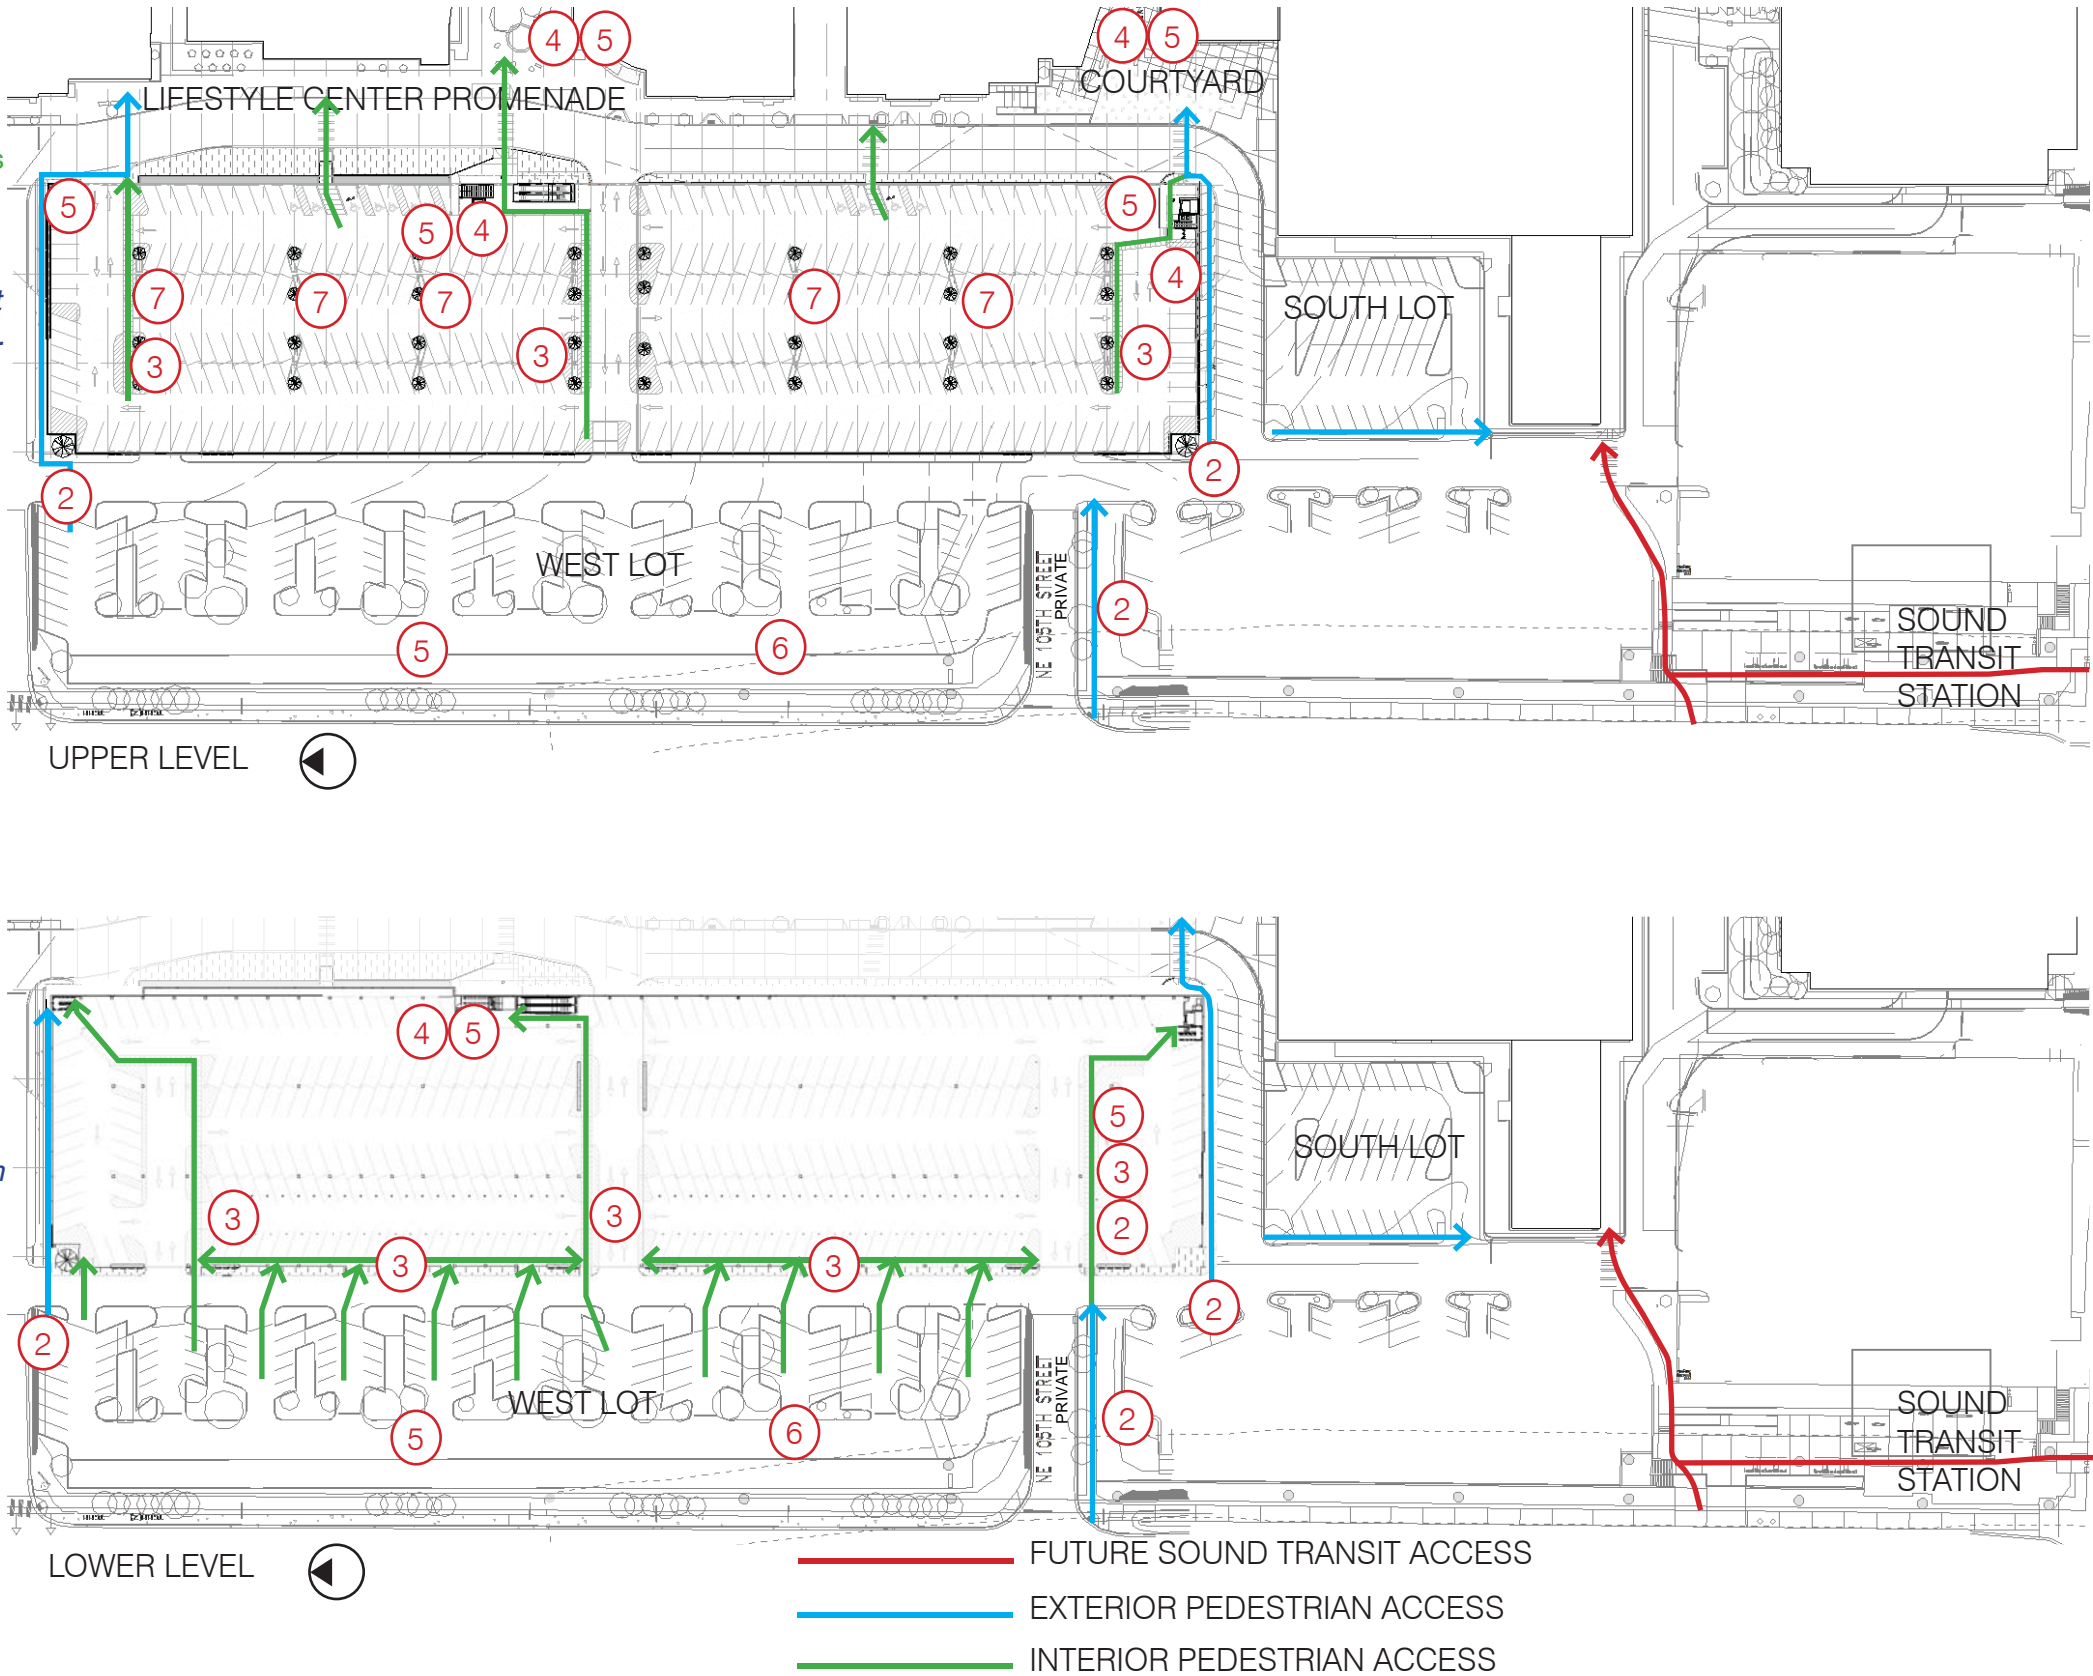 4 5
4 5
COURTYARD
LIFESTYLE CENTER PROMENADE
s
5
5
5
4
4
7
7
7
7
7
SOUTH LOT
3
3
3
2
2
WEST LOT
NE 105TH STREET
PRIVATE
2
5
6
SOUND
TRANSIT
STATION
UPPER LEVEL
4 5
5
SOUTH LOT
3
2
3
3
3
3
2
2
WEST LOT
NE 105TH STREET
PRIVATE
2
5
6
SOUND
TRANSIT
STATION
LOWER LEVEL
FUTURE SOUND TRANSIT ACCESS
EXTERIOR PEDESTRIAN ACCESS
INTERIOR PEDESTRIAN ACCESS